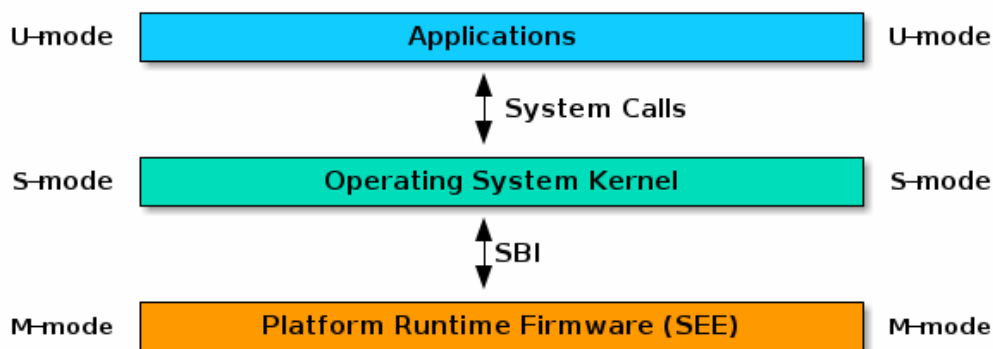 U-mode Applications U-mode
System Calls
S-mode Operating System Kernel S-mode
SBI
M-mode Platform Runtime Firmware (SEE) M-mode